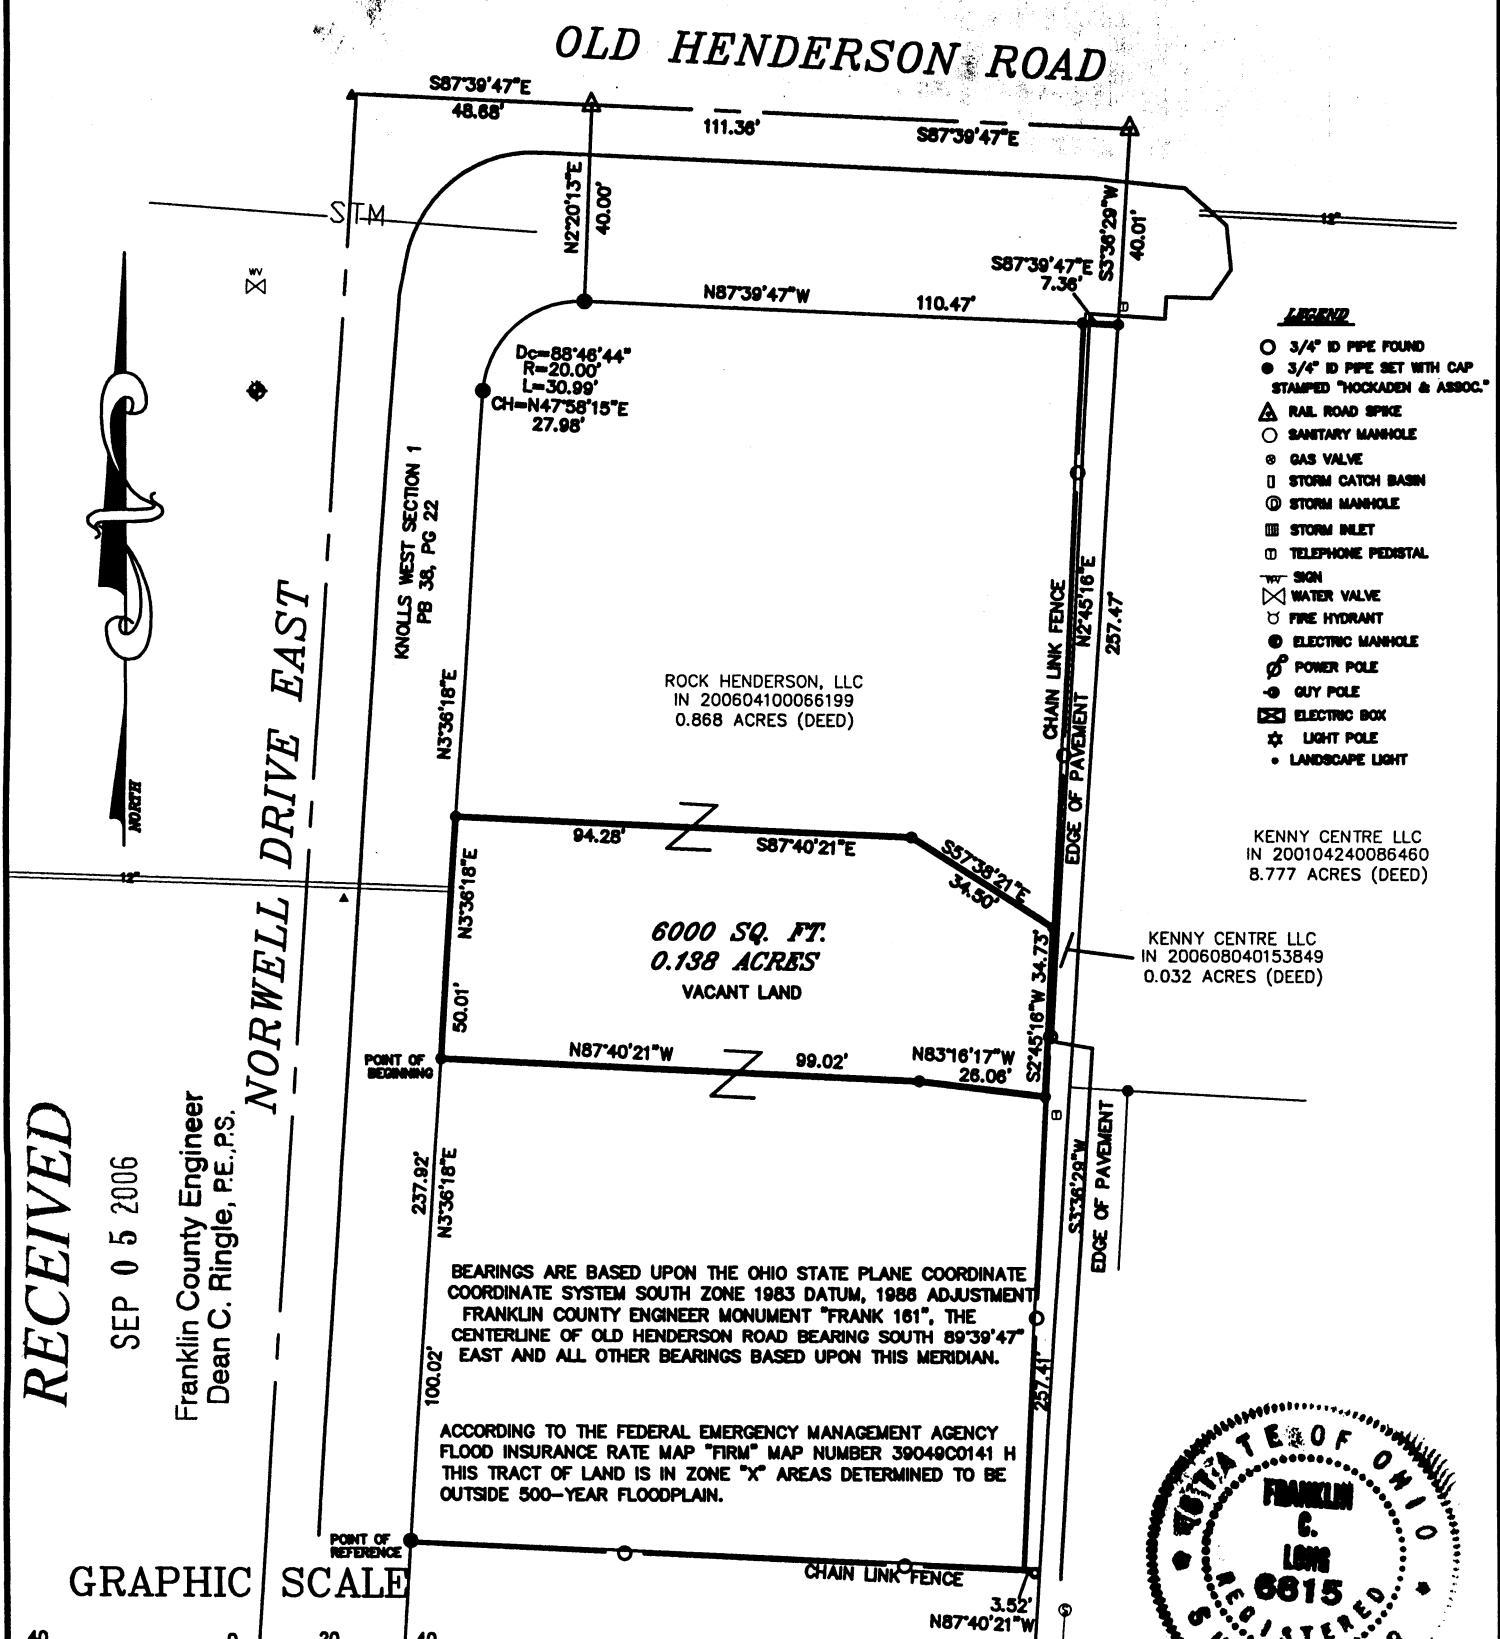 OLD HENDERSON ROAD
S87°39'47"E
48.68'
111.36'
S87°39'47"E
N2°20'13"E
40.00'
S3°36'29"W
40.01'
STM
12"
WV
S87°39'47"E
7.36'
N87°39'47"W
110.47'
Dc=88°46'44"
R=20.00'
L=30.99'
CH=N47°58'15"E
27.98'
LEGEND
3/4" ID PIPE FOUND
3/4" ID PIPE SET WITH CAP
STAMPED "HOCKADEN & ASSOC."
RAIL ROAD SPIKE
SANITARY MANHOLE
GAS VALVE
STORM CATCH BASIN
STORM MANHOLE
STORM INLET
TELEPHONE PEDISTAL
SIGN
WATER VALVE
FIRE HYDRANT
ELECTRIC MANHOLE
POWER POLE
GUY POLE
ELECTRIC BOX
LIGHT POLE
LANDSCAPE LIGHT
KNOLLS WEST SECTION 1
PB 38, PG 22
NORWELL DRIVE EAST
NORTH
N3°36'18"E
ROCK HENDERSON, LLC
IN 200604100066199
0.868 ACRES (DEED)
CHAIN LINK FENCE
N2°45'16"E
257.47'
EDGE OF PAVEMENT
94.28'
S87°40'21"E
S57°38'21"E
34.50'
KENNY CENTRE LLC
IN 200104240086460
8.777 ACRES (DEED)
12"
N3°36'18"E
50.01'
6000 SQ. FT.
0.138 ACRES
VACANT LAND
S2°45'16"W 34.73'
KENNY CENTRE LLC
IN 200608040153849
0.032 ACRES (DEED)
POINT OF
BEGINNING
N87°40'21"W
99.02'
N83°16'17"W
26.06'
RECEIVED
SEP 05 2006
Franklin County Engineer
Dean C. Ringle, P.E.,P.S.
237.92'
N3°36'18"E
S3°36'29"W
EDGE OF PAVEMENT
BEARINGS ARE BASED UPON THE OHIO STATE PLANE COORDINATE
COORDINATE SYSTEM SOUTH ZONE 1983 DATUM, 1986 ADJUSTMENT
FRANKLIN COUNTY ENGINEER MONUMENT "FRANK 161", THE
CENTERLINE OF OLD HENDERSON ROAD BEARING SOUTH 89°39'47"
EAST AND ALL OTHER BEARINGS BASED UPON THIS MERIDIAN.
100.02'
257.41'
ACCORDING TO THE FEDERAL EMERGENCY MANAGEMENT AGENCY
FLOOD INSURANCE RATE MAP "FIRM" MAP NUMBER 39049C0141 H
THIS TRACT OF LAND IS IN ZONE "X" AREAS DETERMINED TO BE
OUTSIDE 500-YEAR FLOODPLAIN.
STATE OF OHIO
FRANKLIN
C.
LONG
6615
REGISTERED
POINT OF
REFERENCE
CHAIN LINK FENCE
3.52'
N87°40'21"W
GRAPHIC SCALE
40 0 20 40